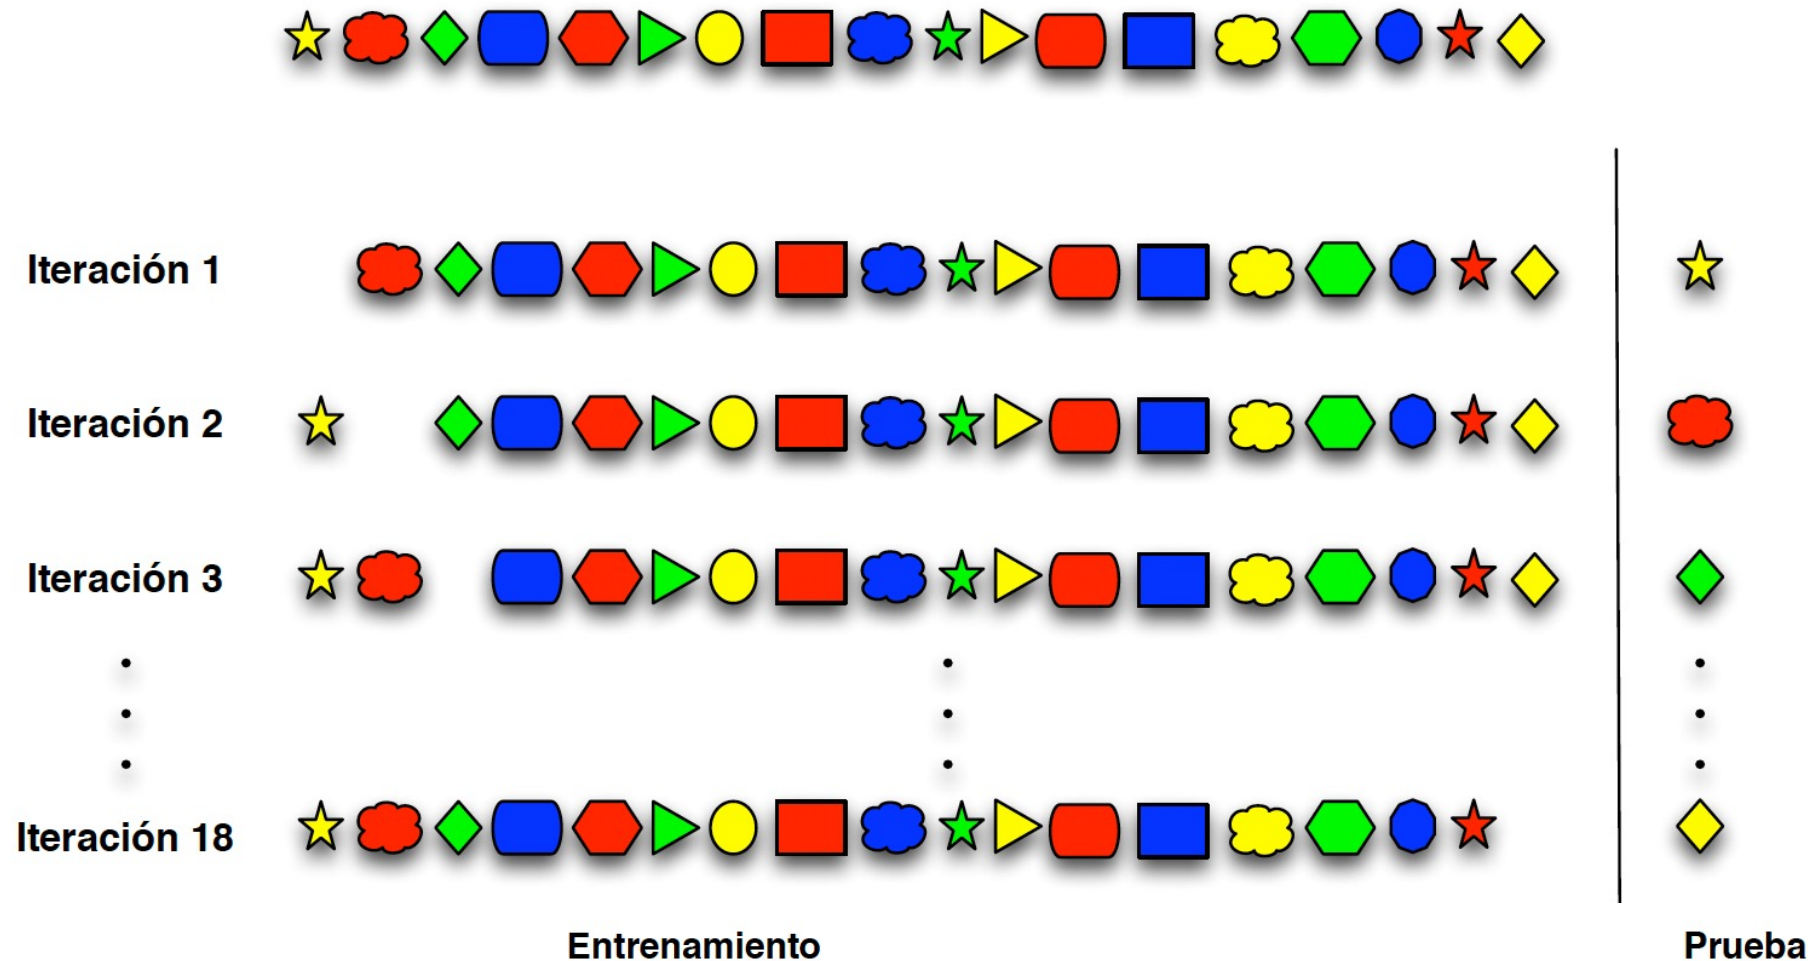 Iteración 1
Iteración 2
Iteración 3
Iteración 18
Entrenamiento
Prueba